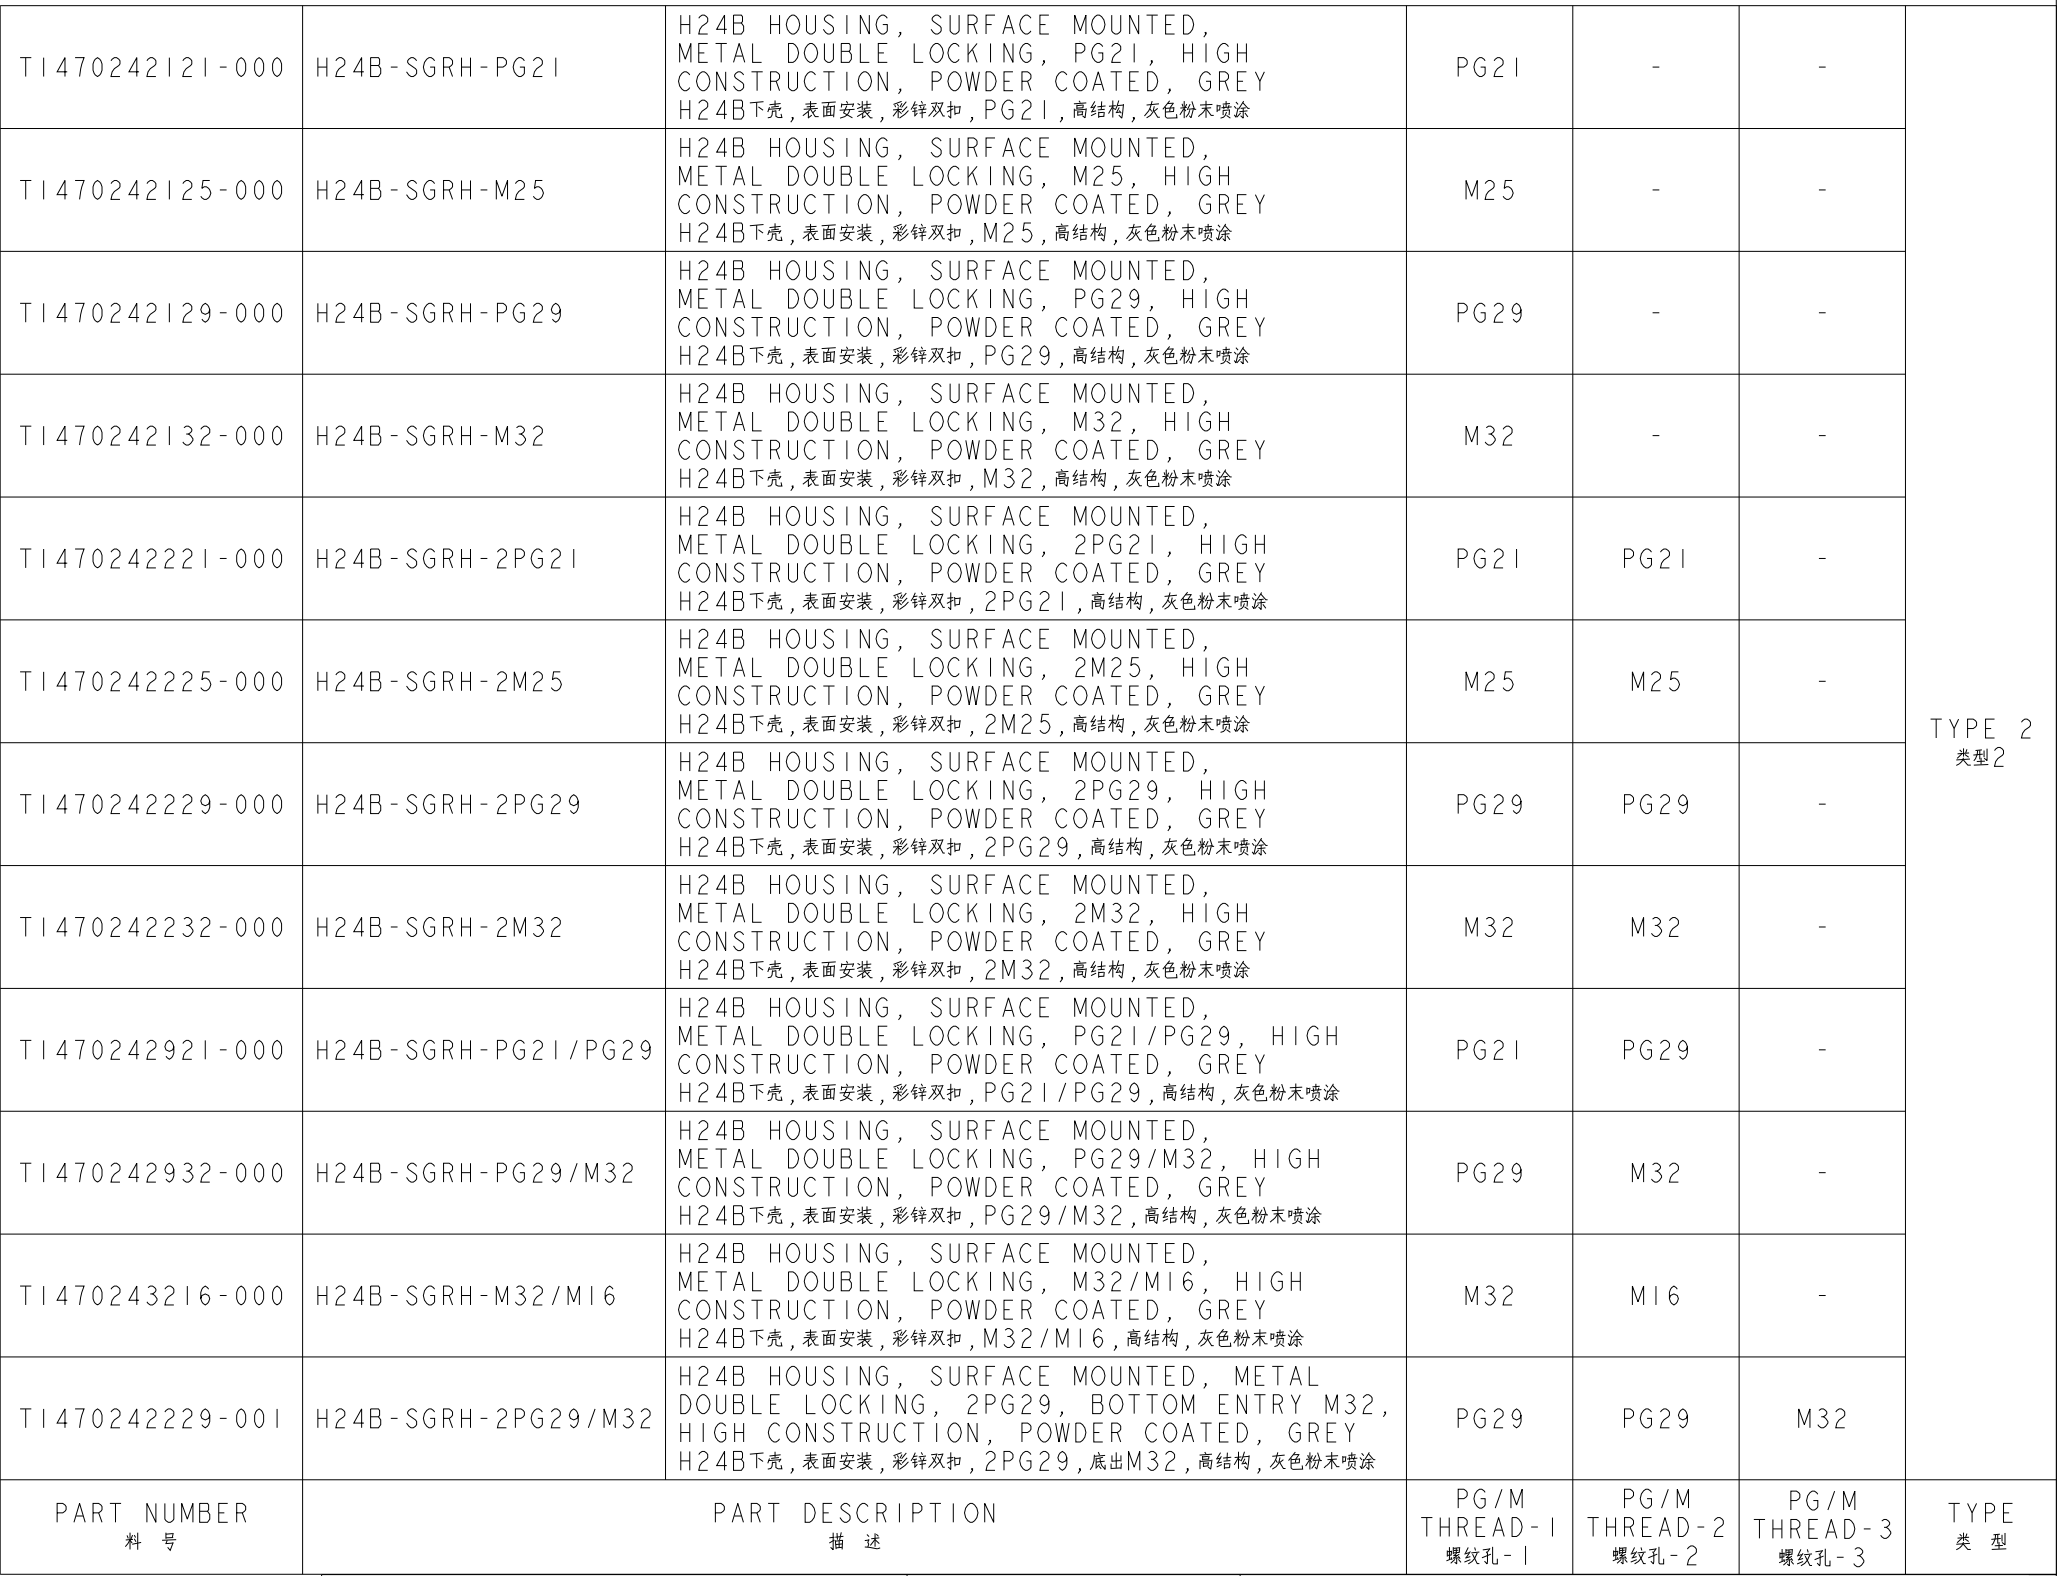 T1470242121-000
H24B-SGRH-PG21
H24B HOUSING, SURFACE MOUNTED,
METAL DOUBLE LOCKING, PG21, HIGH
CONSTRUCTION, POWDER COATED, GREY
H24B下壳,表面安装,彩锌双扣,PG21,高结构,灰色粉末喷涂
PG21
-
-
T1470242125-000
H24B-SGRH-M25
H24B HOUSING, SURFACE MOUNTED,
METAL DOUBLE LOCKING, M25, HIGH
CONSTRUCTION, POWDER COATED, GREY
H24B下壳,表面安装,彩锌双扣,M25,高结构,灰色粉末喷涂
M25
-
-
T1470242129-000
H24B-SGRH-PG29
H24B HOUSING, SURFACE MOUNTED,
METAL DOUBLE LOCKING, PG29, HIGH
CONSTRUCTION, POWDER COATED, GREY
H24B下壳,表面安装,彩锌双扣,PG29,高结构,灰色粉末喷涂
PG29
-
-
T1470242132-000
H24B-SGRH-M32
H24B HOUSING, SURFACE MOUNTED,
METAL DOUBLE LOCKING, M32, HIGH
CONSTRUCTION, POWDER COATED, GREY
H24B下壳,表面安装,彩锌双扣,M32,高结构,灰色粉末喷涂
M32
-
-
T1470242221-000
H24B-SGRH-2PG21
H24B HOUSING, SURFACE MOUNTED,
METAL DOUBLE LOCKING, 2PG21, HIGH
CONSTRUCTION, POWDER COATED, GREY
H24B下壳,表面安装,彩锌双扣,2PG21,高结构,灰色粉末喷涂
PG21
PG21
-
T1470242225-000
H24B-SGRH-2M25
H24B HOUSING, SURFACE MOUNTED,
METAL DOUBLE LOCKING, 2M25, HIGH
CONSTRUCTION, POWDER COATED, GREY
H24B下壳,表面安装,彩锌双扣,2M25,高结构,灰色粉末喷涂
M25
M25
-
TYPE 2
类型2
T1470242229-000
H24B-SGRH-2PG29
H24B HOUSING, SURFACE MOUNTED,
METAL DOUBLE LOCKING, 2PG29, HIGH
CONSTRUCTION, POWDER COATED, GREY
H24B下壳,表面安装,彩锌双扣,2PG29,高结构,灰色粉末喷涂
PG29
PG29
-
T1470242232-000
H24B-SGRH-2M32
H24B HOUSING, SURFACE MOUNTED,
METAL DOUBLE LOCKING, 2M32, HIGH
CONSTRUCTION, POWDER COATED, GREY
H24B下壳,表面安装,彩锌双扣,2M32,高结构,灰色粉末喷涂
M32
M32
-
T1470242921-000
H24B-SGRH-PG21/PG29
H24B HOUSING, SURFACE MOUNTED,
METAL DOUBLE LOCKING, PG21/PG29, HIGH
CONSTRUCTION, POWDER COATED, GREY
H24B下壳,表面安装,彩锌双扣,PG21/PG29,高结构,灰色粉末喷涂
PG21
PG29
-
T1470242932-000
H24B-SGRH-PG29/M32
H24B HOUSING, SURFACE MOUNTED,
METAL DOUBLE LOCKING, PG29/M32, HIGH
CONSTRUCTION, POWDER COATED, GREY
H24B下壳,表面安装,彩锌双扣,PG29/M32,高结构,灰色粉末喷涂
PG29
M32
-
T1470243216-000
H24B-SGRH-M32/M16
H24B HOUSING, SURFACE MOUNTED,
METAL DOUBLE LOCKING, M32/M16, HIGH
CONSTRUCTION, POWDER COATED, GREY
H24B下壳,表面安装,彩锌双扣,M32/M16,高结构,灰色粉末喷涂
M32
M16
-
T1470242229-001
H24B-SGRH-2PG29/M32
H24B HOUSING, SURFACE MOUNTED, METAL
DOUBLE LOCKING, 2PG29, BOTTOM ENTRY M32,
HIGH CONSTRUCTION, POWDER COATED, GREY
H24B下壳,表面安装,彩锌双扣,2PG29,底出M32,高结构,灰色粉末喷涂
PG29
PG29
M32
PART NUMBER
料 号
PART DESCRIPTION
描 述
PG/M
THREAD-1
螺纹孔-1
PG/M
THREAD-2
螺纹孔-2
PG/M
THREAD-3
螺纹孔-3
TYPE
类 型